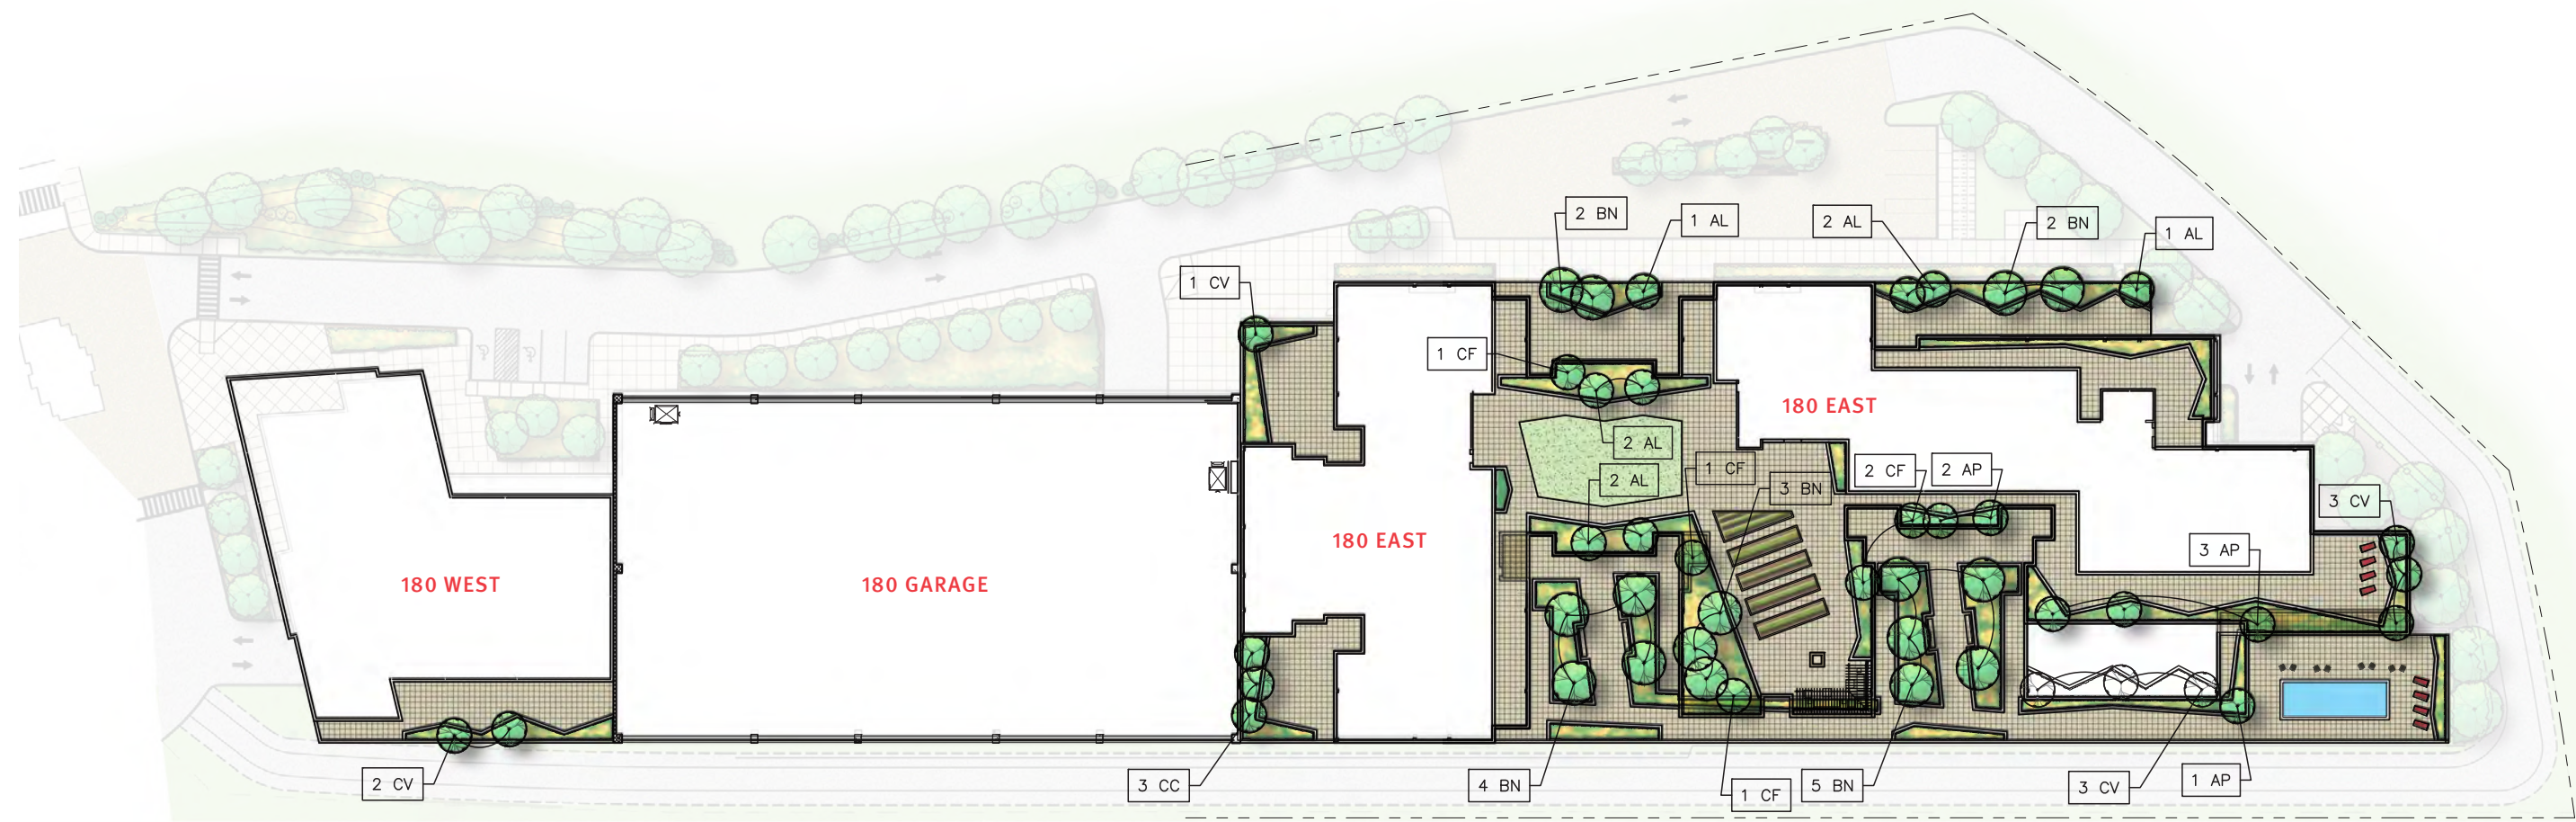 2 BN
1 AL
2 AL
2 BN
1 AL
1 CV
1 CF
180 EAST
2 AL
1 CF
2 CF
2 AP
2 AL
3 BN
3 CV
180 EAST
3 AP
180 WEST
180 GARAGE
2 CV
3 CC
4 BN
1 CF
5 BN
3 CV
1 AP